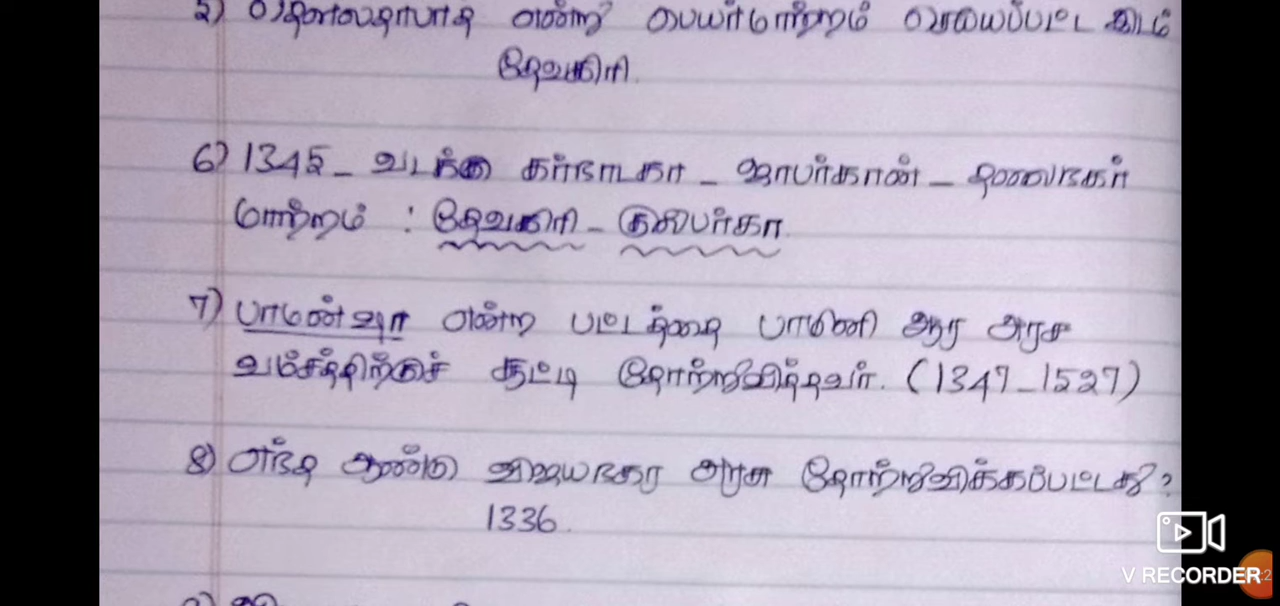 5) தௌலதாபாத் என்று பெயர்மாற்றம் செய்யப்பட்ட இடம்
தேவகிரி.
6) 1345 - வடக்கு கர்நாடகா - ஜாபர்கான் - தலைநகர்
மாற்றம் : தேவகிரி - குல்பர்கா.
7) பாமன்ஷா என்ற பட்டத்தை பாமினி ஆர அரச
வம்சத்திற்குச் சூட்டி தோற்றுவித்தவர். (1347-1527)
8) எந்த ஆண்டு விஜயநகர அரசு தோற்றுவிக்கப்பட்டது?
1336.
V RECORDER